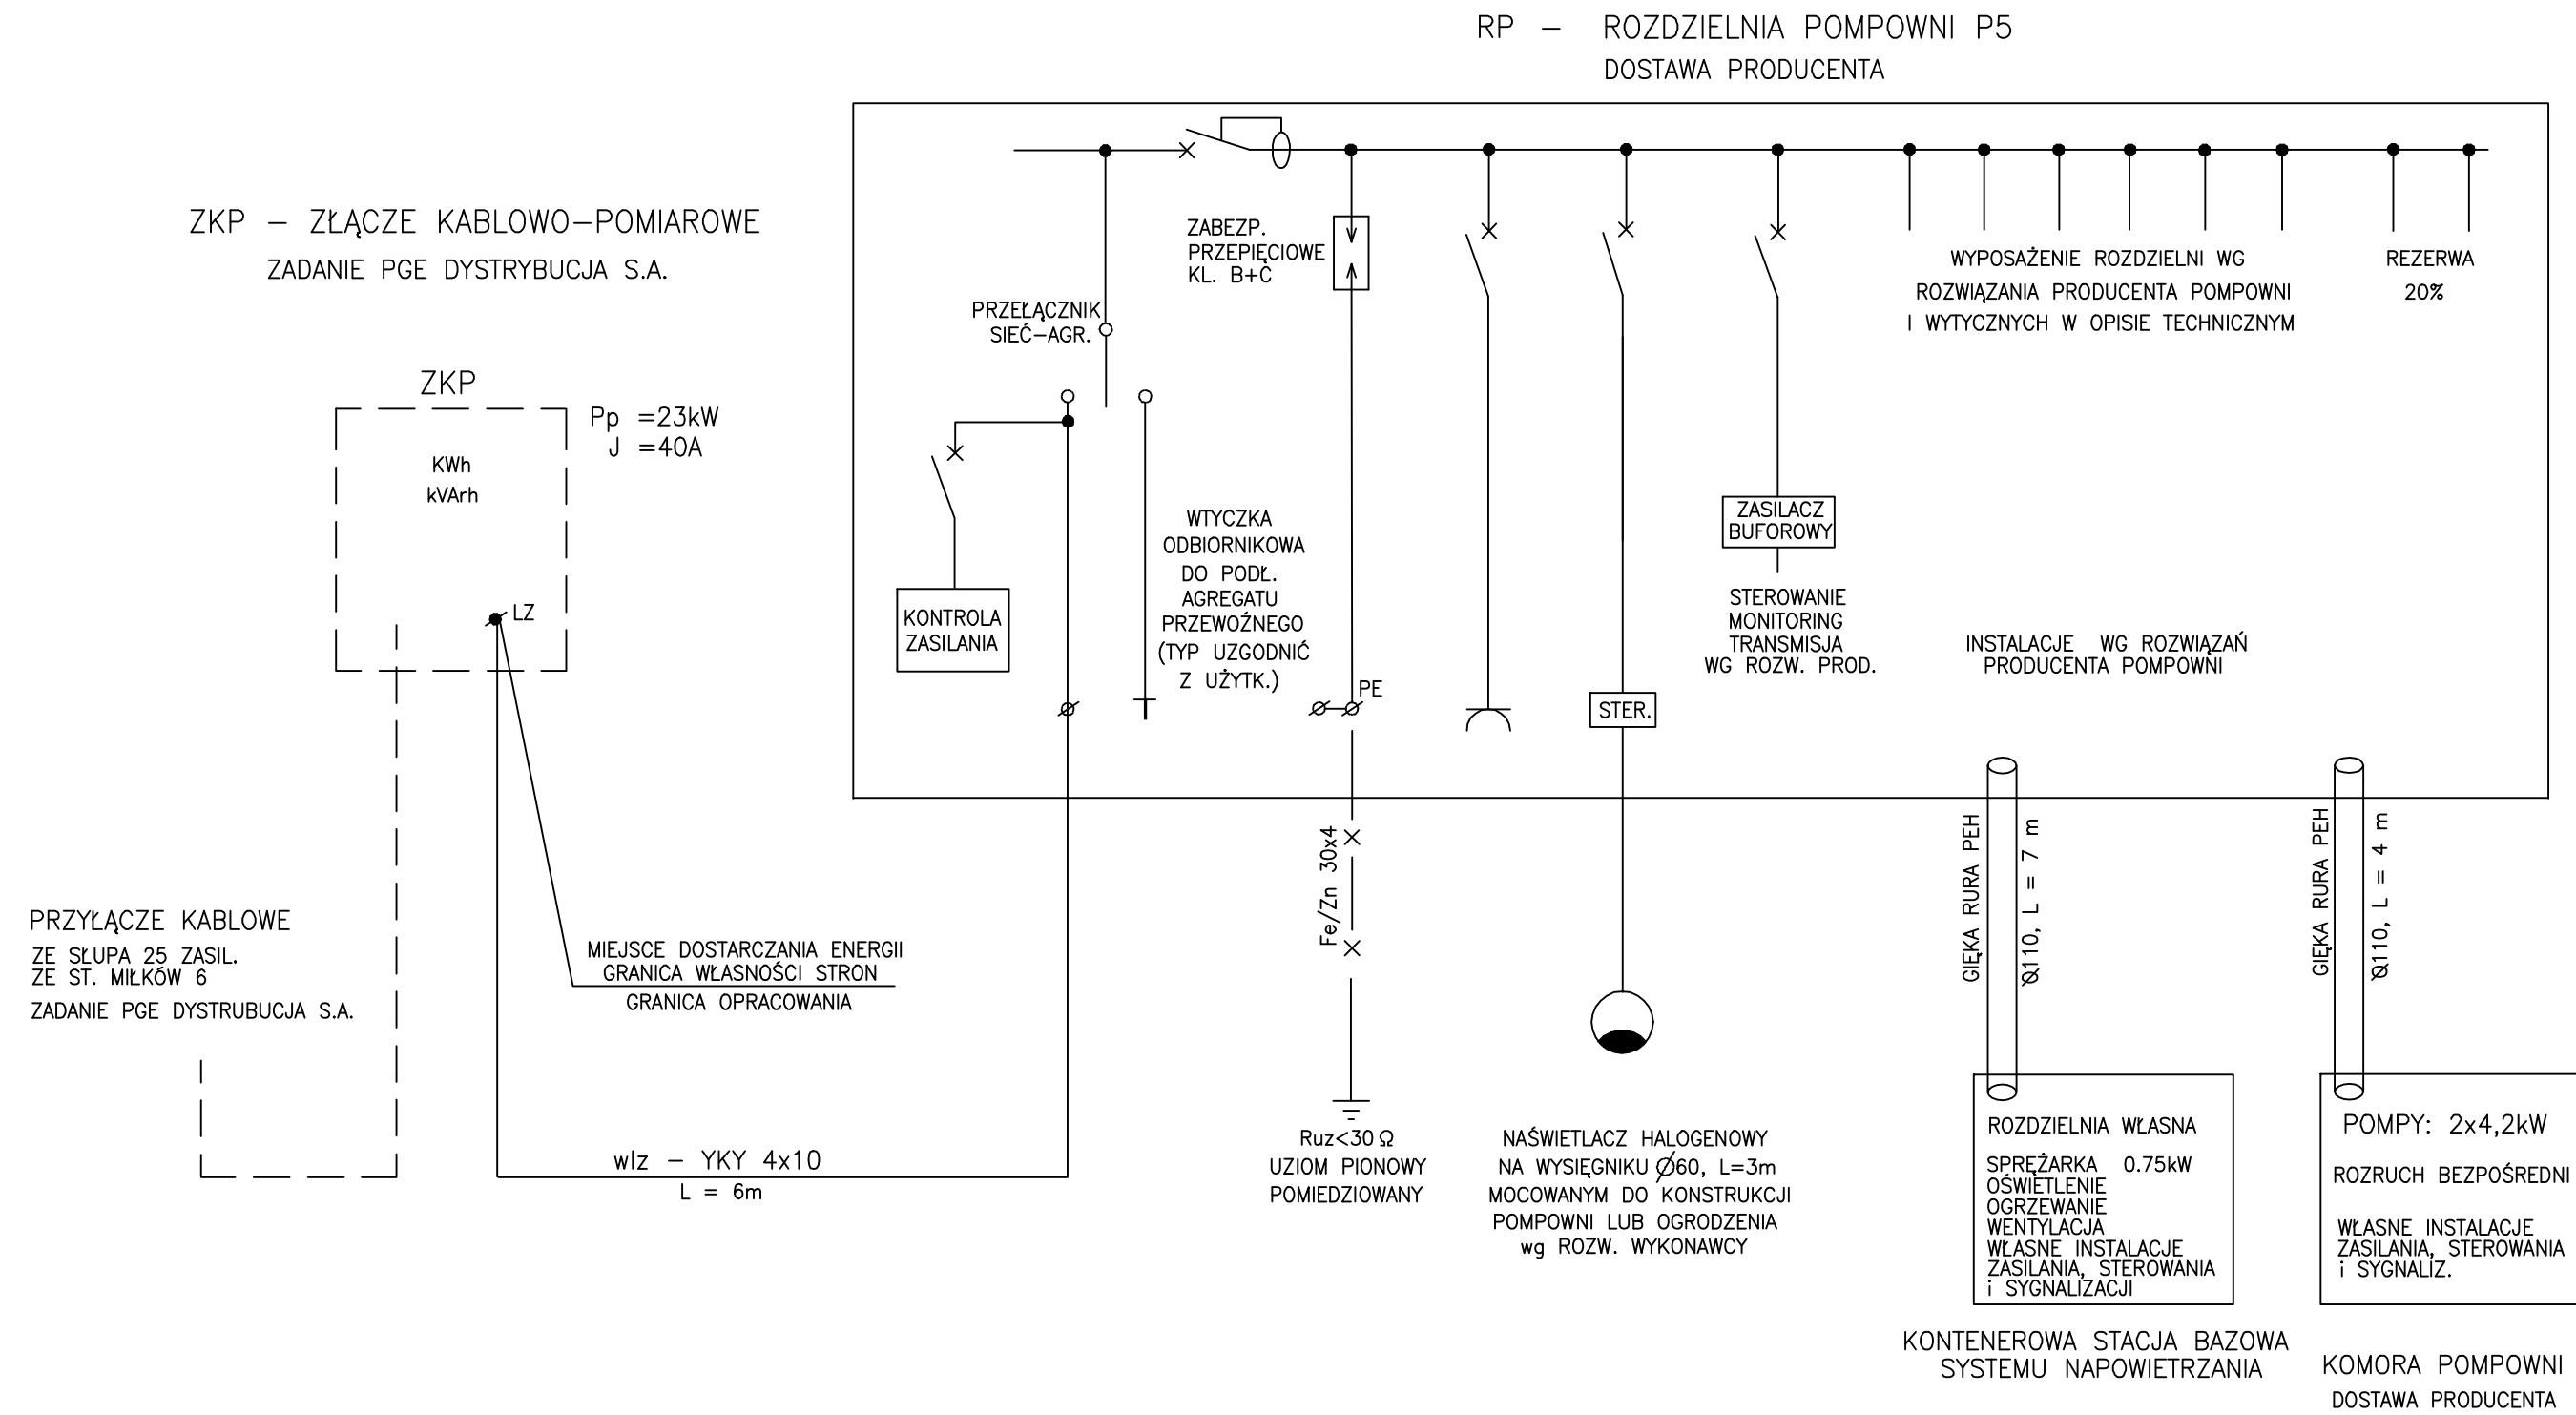 RP – ROZDZIELNIA POMPOWNI P5
DOSTAWA PRODUCENTA
ZKP – ZŁĄCZE KABLOWO–POMIAROWE
ZADANIE PGE DYSTRYBUCJA S.A.
ZKP
Pp =23kW
J =40A
KWh
kVArh
LZ
PRZYŁĄCZE KABLOWE
ZE SŁUPA 25 ZASIL.
ZE ST. MIŁKÓW 6
ZADANIE PGE DYSTRUBUCJA S.A.
MIEJSCE DOSTARCZANIA ENERGII
GRANICA WŁASNOŚCI STRON
GRANICA OPRACOWANIA
wlz – YKY 4x10
L = 6m
PRZEŁĄCZNIK
SIEĆ–AGR.
KONTROLA
ZASILANIA
WTYCZKA
ODBIORNIKOWA
DO PODŁ.
AGREGATU
PRZEWOŹNEGO
(TYP UZGODNIĆ
Z UŻYTK.)
ZABEZP.
PRZEPIĘCIOWE
KL. B+C
PE
Fe/Zn 30x4
Ruz<30 Ω
UZIOM PIONOWY
POMIEDZIOWANY
STER.
NAŚWIETLACZ HALOGENOWY
NA WYSIĘGNIKU ∅60, L=3m
MOCOWANYM DO KONSTRUKCJI
POMPOWNI LUB OGRODZENIA
wg ROZW. WYKONAWCY
ZASILACZ
BUFOROWY
STEROWANIE
MONITORING
TRANSMISJA
WG ROZW. PROD.
WYPOSAŻENIE ROZDZIELNI WG
ROZWIĄZANIA PRODUCENTA POMPOWNI
I WYTYCZNYCH W OPISIE TECHNICZNYM
REZERWA
20%
INSTALACJE WG ROZWIĄZAŃ
PRODUCENTA POMPOWNI
GIĘKA RURA PEH
∅110, L = 7 m
GIĘKA RURA PEH
∅110, L = 4 m
ROZDZIELNIA WŁASNA
SPRĘŻARKA 0.75kW
OŚWIETLENIE
OGRZEWANIE
WENTYLACJA
WŁASNE INSTALACJE
ZASILANIA, STEROWANIA
i SYGNALIZACJI
KONTENEROWA STACJA BAZOWA
SYSTEMU NAPOWIETRZANIA
POMPY: 2x4,2kW
ROZRUCH BEZPOŚREDNI
WŁASNE INSTALACJE
ZASILANIA, STEROWANIA
i SYGNALIZ.
KOMORA POMPOWNI
DOSTAWA PRODUCENTA